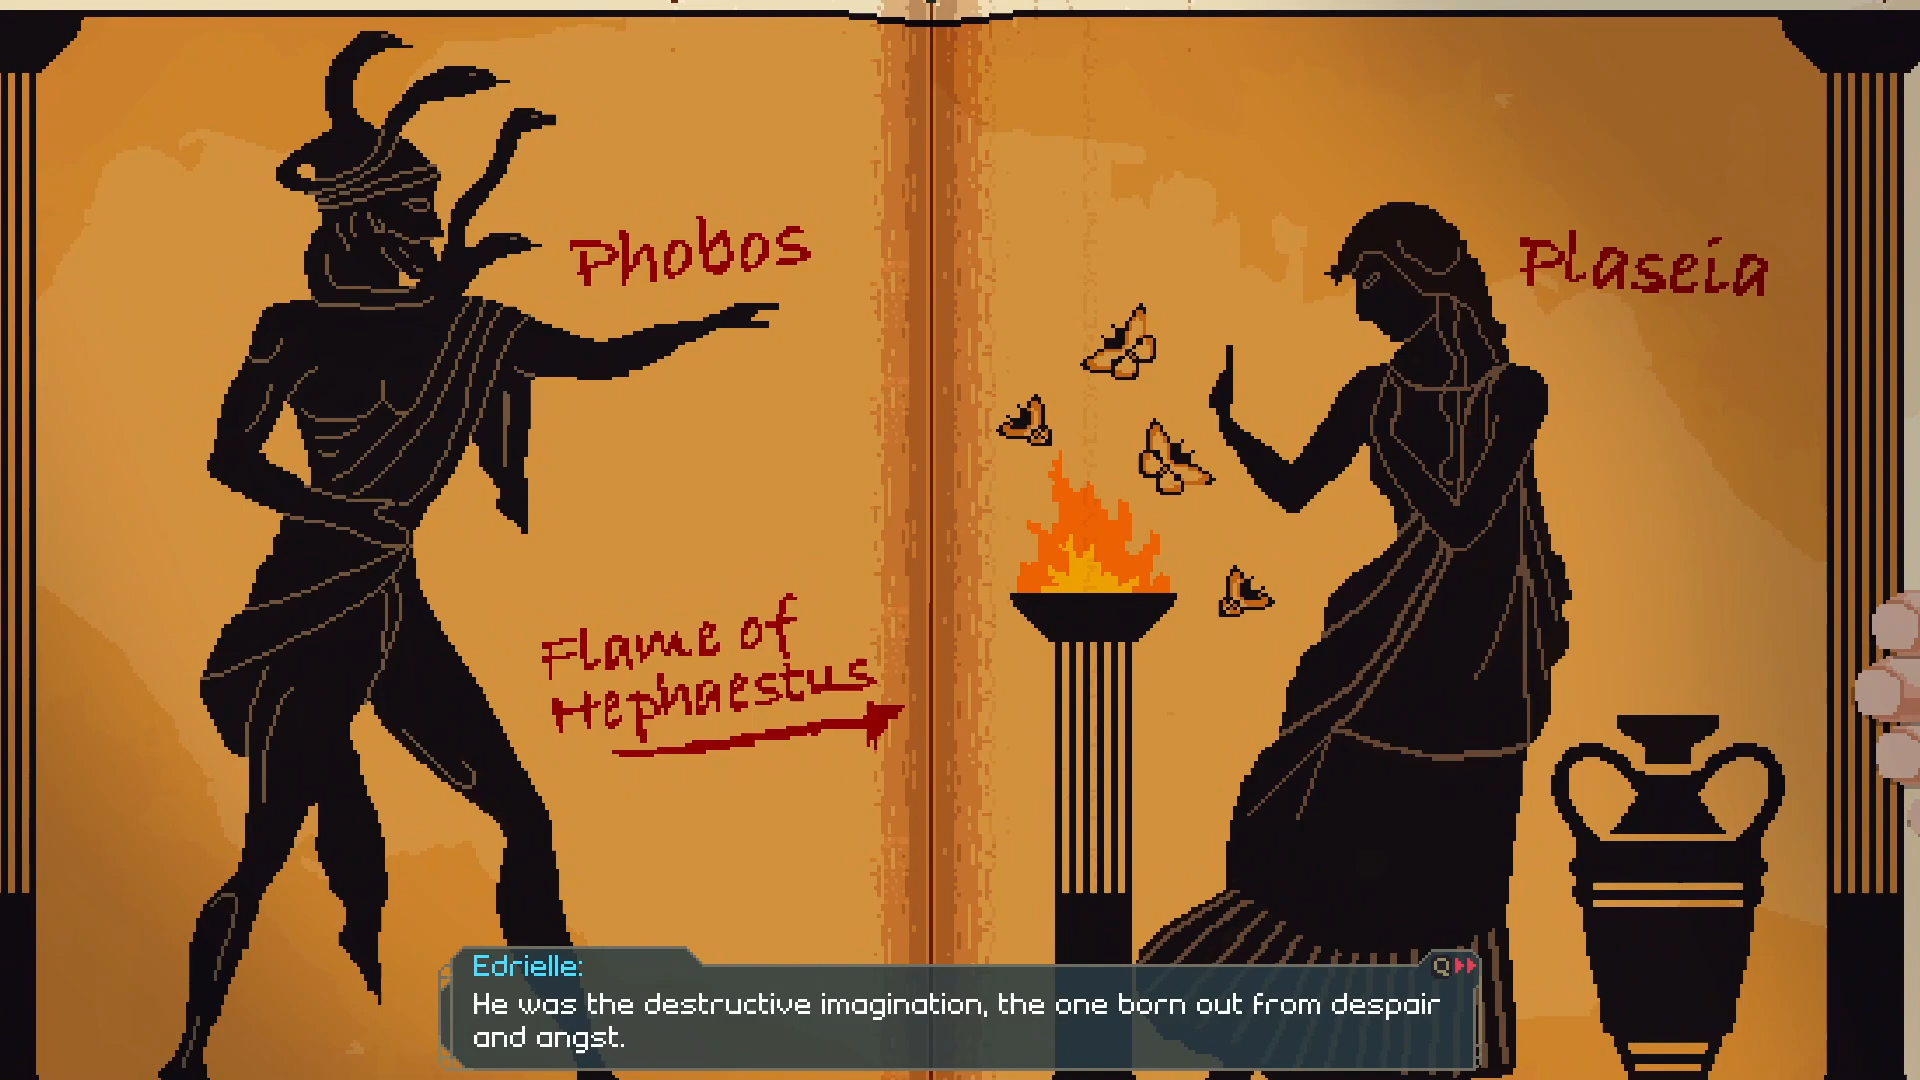 Phobos
Plaseia
Flame of
Hephaestus
Edrielle:
Q
He was the destructive imagination, the one born out from despair
and angst.